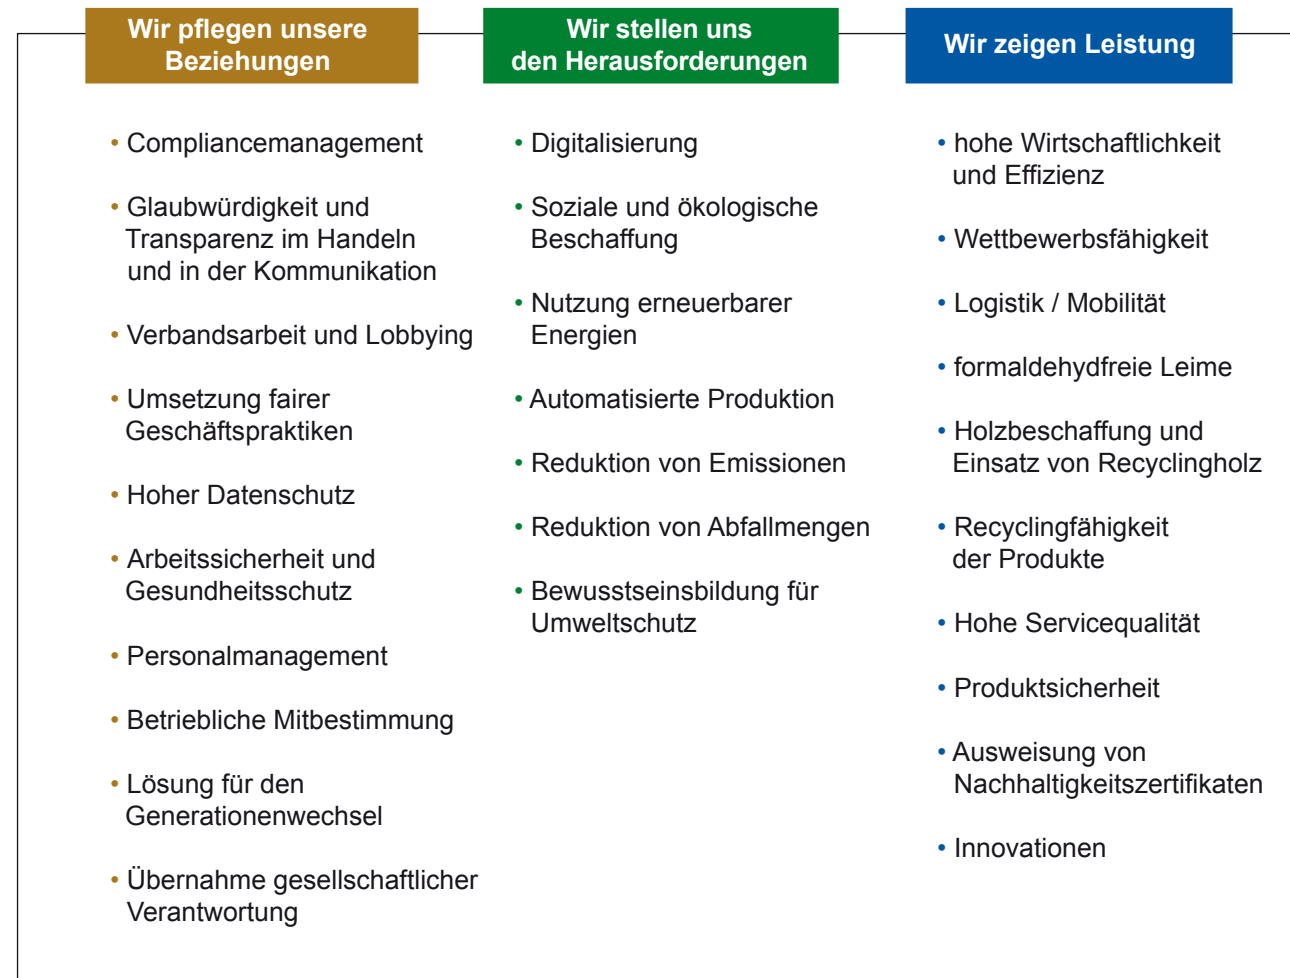 Wir pflegen unsere
Beziehungen
• Compliancemanagement
• Glaubwürdigkeit und
Transparenz im Handeln
und in der Kommunikation
• Verbandsarbeit und Lobbying
• Umsetzung fairer
Geschäftspraktiken
• Hoher Datenschutz
• Arbeitssicherheit und
Gesundheitsschutz
• Personalmanagement
• Betriebliche Mitbestimmung
• Lösung für den
Generationenwechsel
• Übernahme gesellschaftlicher
Verantwortung
Wir stellen uns
den Herausforderungen
• Digitalisierung
• Soziale und ökologische
Beschaffung
• Nutzung erneuerbarer
Energien
• Automatisierte Produktion
• Reduktion von Emissionen
• Reduktion von Abfallmengen
• Bewusstseinsbildung für
Umweltschutz
Wir zeigen Leistung
• hohe Wirtschaftlichkeit
und Effizienz
• Wettbewerbsfähigkeit
• Logistik / Mobilität
• formaldehydfreie Leime
• Holzbeschaffung und
Einsatz von Recyclingholz
• Recyclingfähigkeit
der Produkte
• Hohe Servicequalität
• Produktsicherheit
• Ausweisung von
Nachhaltigkeitszertifikaten
• Innovationen